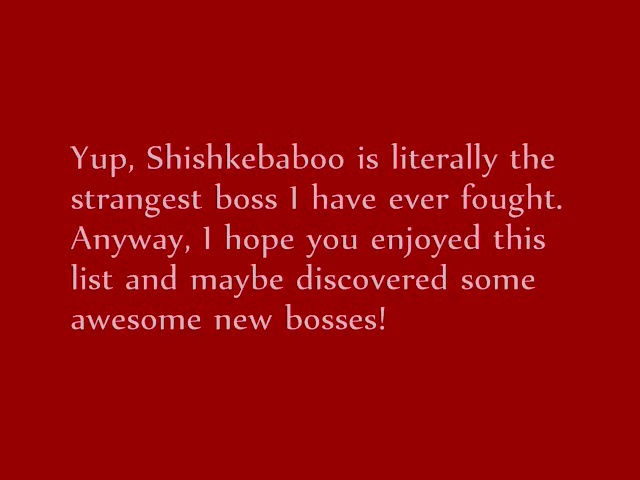 Yup, Shishkebaboo is literally the
strangest boss I have ever fought.
Anyway, I hope you enjoyed this
list and maybe discovered some
awesome new bosses!